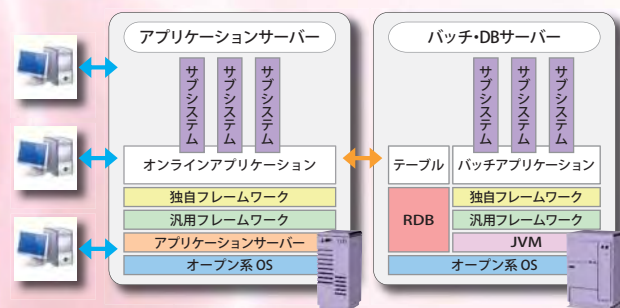 アプリケーションサーバー
サブシステム
サブシステム
サブシステム
オンラインアプリケーション
独自フレームワーク
汎用フレームワーク
アプリケーションサーバー
オープン系 OS
バッチ・DBサーバー
サブシステム
サブシステム
サブシステム
テーブル
バッチアプリケーション
RDB
独自フレームワーク
汎用フレームワーク
JVM
オープン系 OS